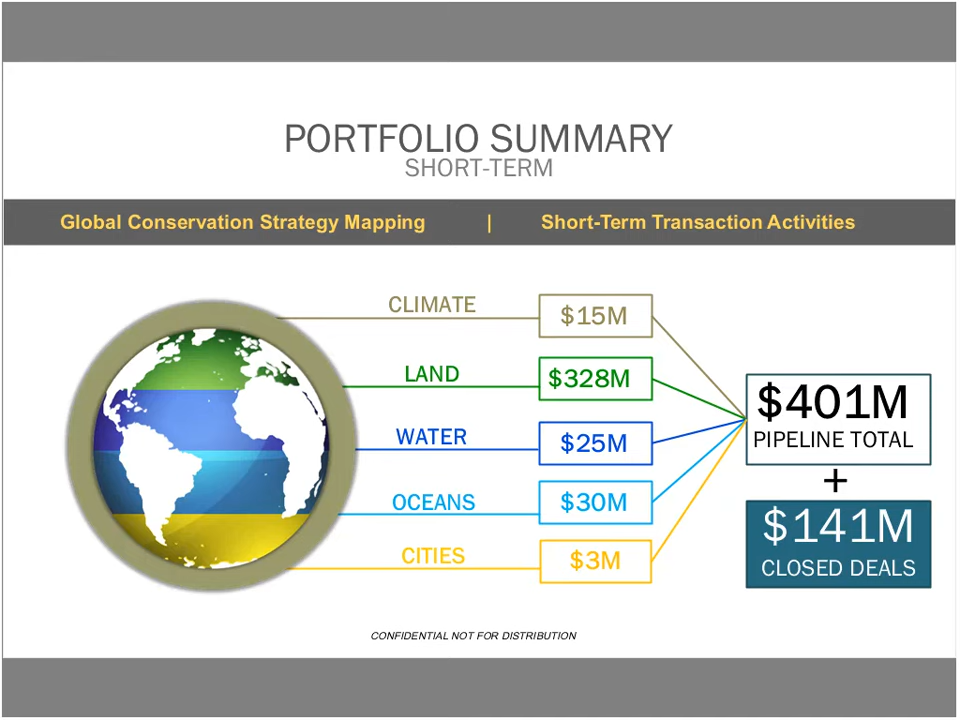 PORTFOLIO SUMMARY
SHORT-TERM
Global Conservation Strategy Mapping | Short-Term Transaction Activities
CLIMATE $15M
LAND $328M
WATER $25M
OCEANS $30M
CITIES $3M
$401M
PIPELINE TOTAL
+
$141M
CLOSED DEALS
CONFIDENTIAL NOT FOR DISTRIBUTION